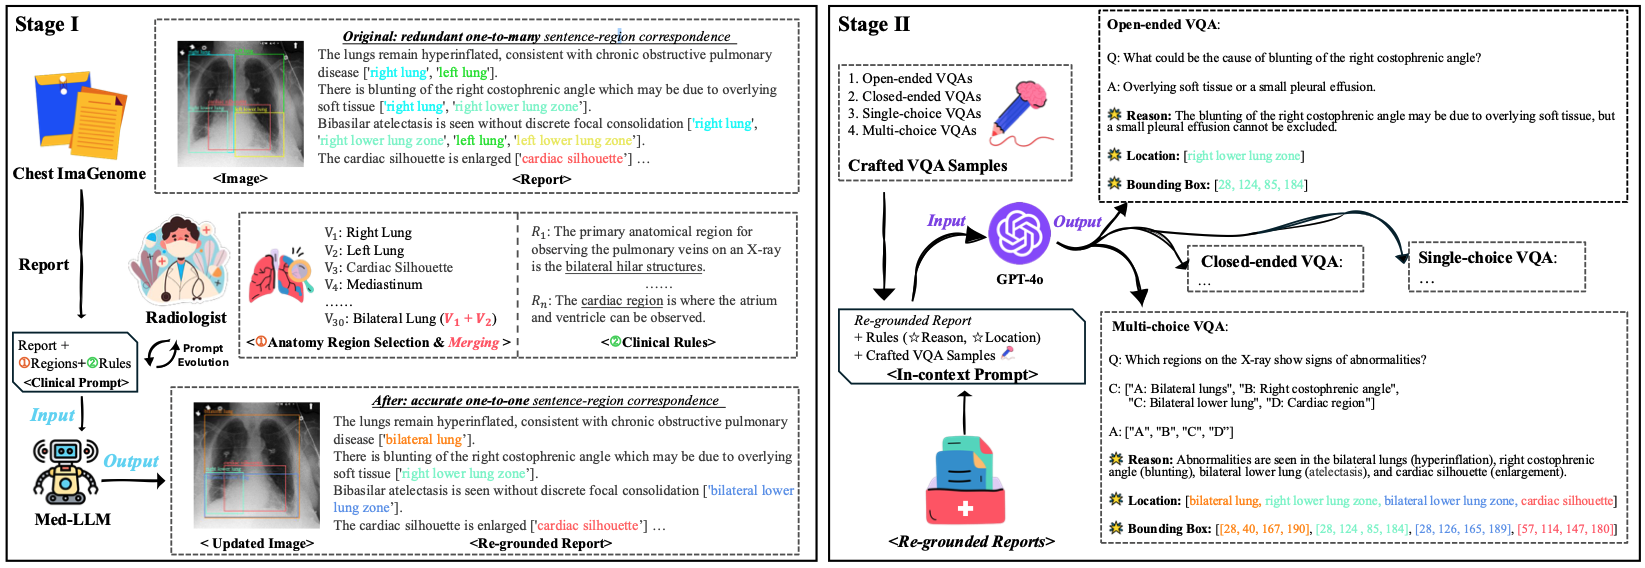 Stage I
Original: redundant one-to-many sentence-region correspondence
The lungs remain hyperinflated, consistent with chronic obstructive pulmonary
disease ['right lung', 'left lung'].
There is blunting of the right costophrenic angle which may be due to overlying
soft tissue ['right lung', 'right lower lung zone'].
Bibasilar atelectasis is seen without discrete focal consolidation ['right lung',
'right lower lung zone', 'left lung', 'left lower lung zone'].
The cardiac silhouette is enlarged ['cardiac silhouette'] ...
<Image>
<Report>
Chest ImaGenome
Report
Radiologist
V1: Right Lung
V2: Left Lung
V3: Cardiac Silhouette
V4: Mediastinum
......
V30: Bilateral Lung (V1 + V2)
<①Anatomy Region Selection & Merging >
R1: The primary anatomical region for
observing the pulmonary veins on an X-ray
is the bilateral hilar structures.
......
Rn: The cardiac region is where the atrium
and ventricle can be observed.
<②Clinical Rules>
Report +
①Regions+②Rules
<Clinical Prompt>
Prompt
Evolution
Input
Output
Med-LLM
After: accurate one-to-one sentence-region correspondence
The lungs remain hyperinflated, consistent with chronic obstructive pulmonary
disease ['bilateral lung'].
There is blunting of the right costophrenic angle which may be due to overlying
soft tissue ['right lower lung zone'].
Bibasilar atelectasis is seen without discrete focal consolidation ['bilateral lower
lung zone'].
The cardiac silhouette is enlarged ['cardiac silhouette'] ...
< Updated Image>
<Re-grounded Report>
Stage II
1. Open-ended VQAs
2. Closed-ended VQAs
3. Single-choice VQAs
4. Multi-choice VQAs
Crafted VQA Samples
Input
Output
GPT-4o
Re-grounded Report
+ Rules (☆Reason, ☆Location)
+ Crafted VQA Samples
<In-context Prompt>
<Re-grounded Reports>
Open-ended VQA:
Q: What could be the cause of blunting of the right costophrenic angle?
A: Overlying soft tissue or a small pleural effusion.
Reason: The blunting of the right costophrenic angle may be due to overlying soft tissue, but
a small pleural effusion cannot be excluded.
Location: [right lower lung zone]
Bounding Box: [28, 124, 85, 184]
Closed-ended VQA:
...
Single-choice VQA:
...
Multi-choice VQA:
Q: Which regions on the X-ray show signs of abnormalities?
C: ["A: Bilateral lungs", "B: Right costophrenic angle",
"C: Bilateral lower lung", "D: Cardiac region"]
A: ["A", "B", "C", "D"]
Reason: Abnormalities are seen in the bilateral lungs (hyperinflation), right costophrenic
angle (blunting), bilateral lower lung (atelectasis), and cardiac silhouette (enlargement).
Location: [bilateral lung, right lower lung zone, bilateral lower lung zone, cardiac silhouette]
Bounding Box: [[28, 40, 167, 190], [28, 124 , 85, 184], [28, 126, 165, 189], [57, 114, 147, 180]]